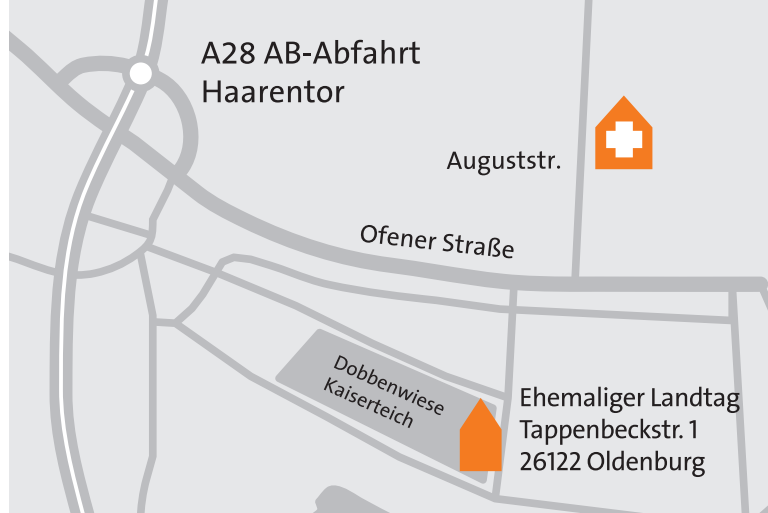 A28 AB-Abfahrt
Haarentor
Auguststr.
Ofener Straße
Dobbenwiese
Kaiserteich
Ehemaliger Landtag
Tappenbeckstr. 1
26122 Oldenburg